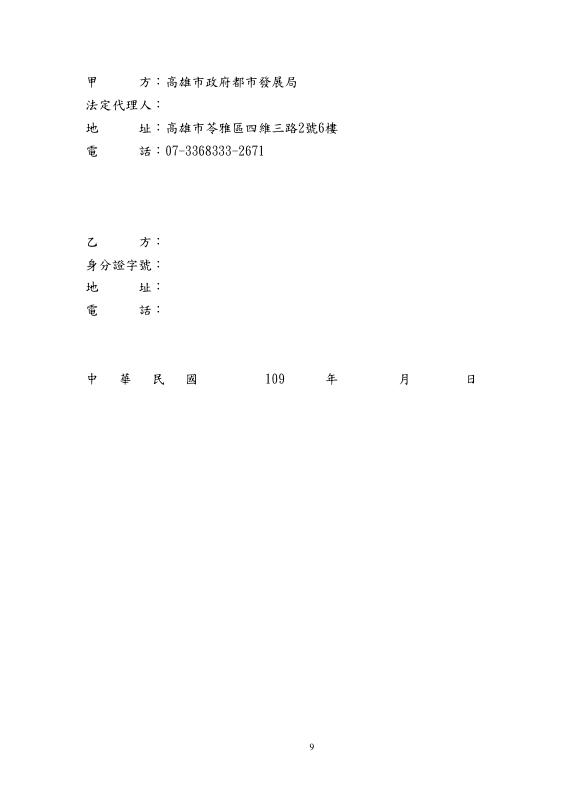 甲　　　方：高雄市政府都市發展局
法定代理人：
地　　　址：高雄市苓雅區四維三路2號6樓
電　　　話：07-3368333-2671
乙　　　方：
身分證字號：
地　　　址：
電　　　話：
中　華　民　國　　　109　　　年　　　月　　　日
9